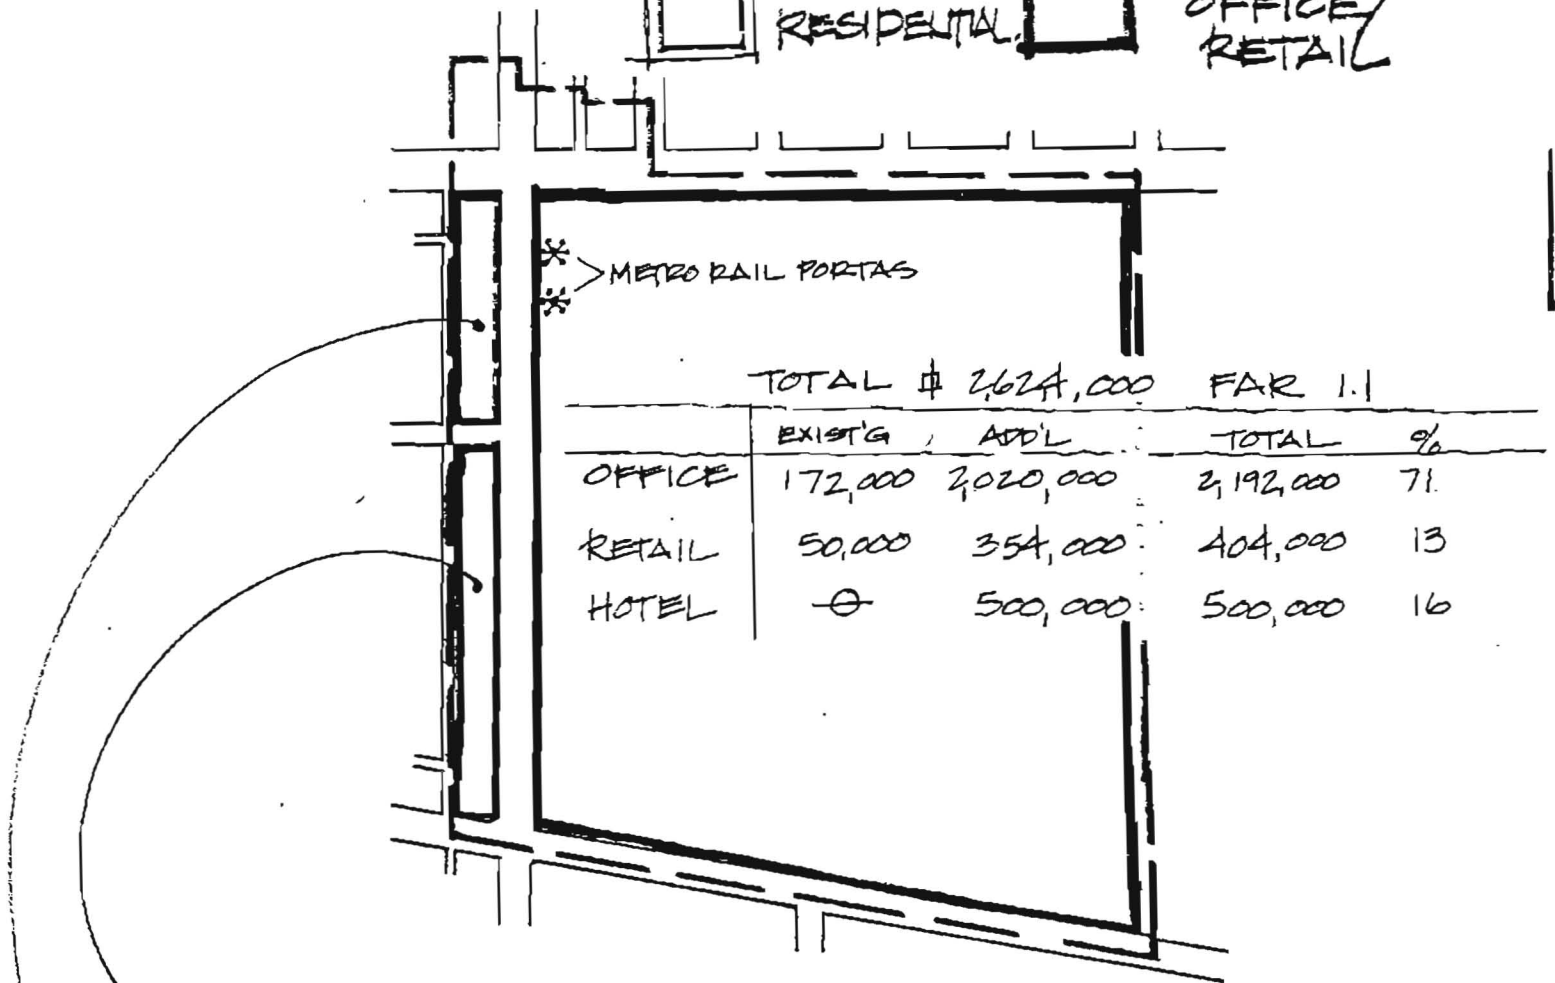 RESIDENTIAL
OFFICE/
RETAIL
METRO RAIL PORTAS
TOTAL ⌗ 2,624,000 FAR 1.1
EXIST'G ADD'L TOTAL %
OFFICE 172,000 2,020,000 2,192,000 71
RETAIL 50,000 354,000 404,000 13
HOTEL ⦵ 500,000 500,000 16